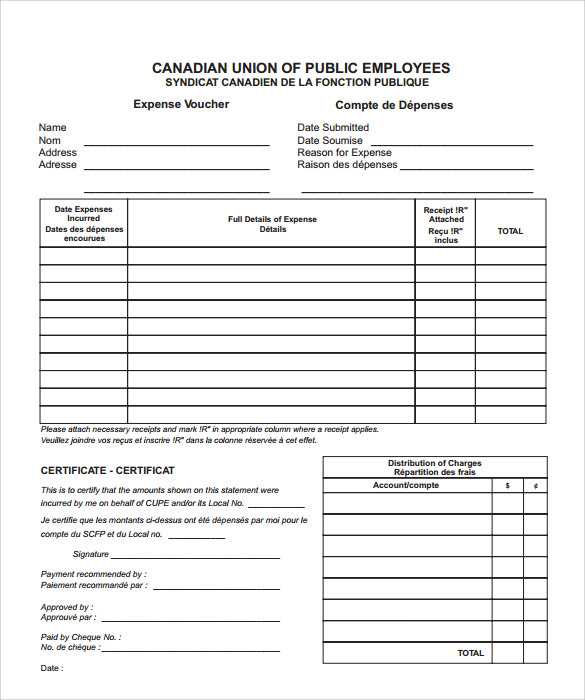 CANADIAN UNION OF PUBLIC EMPLOYEES
SYNDICAT CANADIEN DE LA FONCTION PUBLIQUE
Expense Voucher
Compte de Dépenses
Name
Nom
Address
Adresse
Date Submitted
Date Soumise
Reason for Expense
Raison des dépenses
Date Expenses
Incurred
Dates des dépenses
encourues
Full Details of Expense
Détails
Receipt !R"
Attached
Reçu !R"
inclus
TOTAL
Please attach necessary receipts and mark !R" in appropriate column where a receipt applies.
Veuillez joindre vos reçus et inscrire !R" dans la colonne réservée à cet effet.
CERTIFICATE - CERTIFICAT
This is to certify that the amounts shown on this statement were
incurred by me on behalf of CUPE and/or its Local No.
Je certifie que les montants ci-dessus ont été dépensés par moi pour le
compte du SCFP et du Local no.
Signature
Payment recommended by :
Paiement recommandé par :
Approved by :
Approuvé par :
Paid by Cheque No. :
No. de chéque :
Date :
Distribution of Charges
Répartition des frais
Account/compte
$
¢
TOTAL